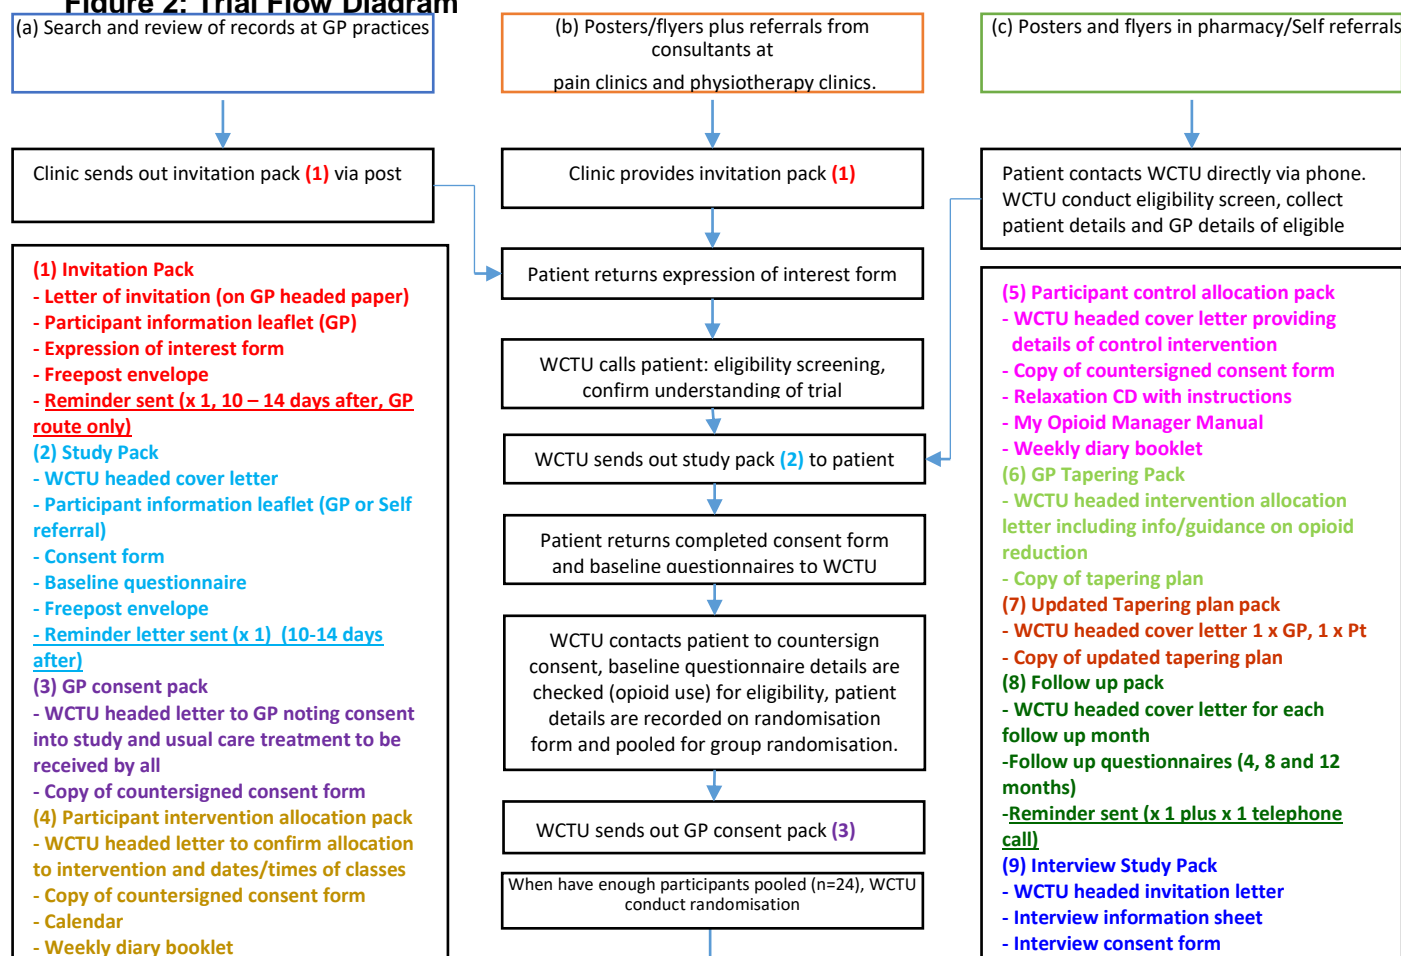 Figure 2: Trial Flow Diagram
(a) Search and review of records at GP practices
(b) Posters/flyers plus referrals from
consultants at
pain clinics and physiotherapy clinics.
(c) Posters and flyers in pharmacy/Self referrals
Clinic sends out invitation pack (1) via post
Clinic provides invitation pack (1)
Patient contacts WCTU directly via phone.
WCTU conduct eligibility screen, collect
patient details and GP details of eligible
Patient returns expression of interest form
WCTU calls patient: eligibility screening,
confirm understanding of trial
WCTU sends out study pack (2) to patient
Patient returns completed consent form
and baseline questionnaires to WCTU
WCTU contacts patient to countersign
consent, baseline questionnaire details are
checked (opioid use) for eligibility, patient
details are recorded on randomisation
form and pooled for group randomisation.
WCTU sends out GP consent pack (3)
When have enough participants pooled (n=24), WCTU
conduct randomisation
(1) Invitation Pack
- Letter of invitation (on GP headed paper)
- Participant information leaflet (GP)
- Expression of interest form
- Freepost envelope
- Reminder sent (x 1, 10 – 14 days after, GP
route only)
(2) Study Pack
- WCTU headed cover letter
- Participant information leaflet (GP or Self
referral)
- Consent form
- Baseline questionnaire
- Freepost envelope
- Reminder letter sent (x 1) (10-14 days
after)
(3) GP consent pack
- WCTU headed letter to GP noting consent
into study and usual care treatment to be
received by all
- Copy of countersigned consent form
(4) Participant intervention allocation pack
- WCTU headed letter to confirm allocation
to intervention and dates/times of classes
- Copy of countersigned consent form
- Calendar
- Weekly diary booklet
(5) Participant control allocation pack
- WCTU headed cover letter providing
details of control intervention
- Copy of countersigned consent form
- Relaxation CD with instructions
- My Opioid Manager Manual
- Weekly diary booklet
(6) GP Tapering Pack
- WCTU headed intervention allocation
letter including info/guidance on opioid
reduction
- Copy of tapering plan
(7) Updated Tapering plan pack
- WCTU headed cover letter 1 x GP, 1 x Pt
- Copy of updated tapering plan
(8) Follow up pack
- WCTU headed cover letter for each
follow up month
-Follow up questionnaires (4, 8 and 12
months)
-Reminder sent (x 1 plus x 1 telephone
call)
(9) Interview Study Pack
- WCTU headed invitation letter
- Interview information sheet
- Interview consent form